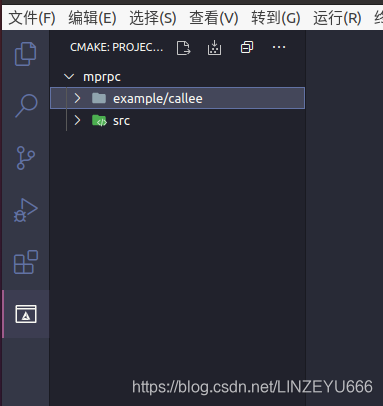 文件(F) 编辑(E) 选择(S) 查看(V) 转到(G) 运行(R)
CMAKE: PROJEC...
mprpc
example/callee
src
https://blog.csdn.net/LINZEYU666